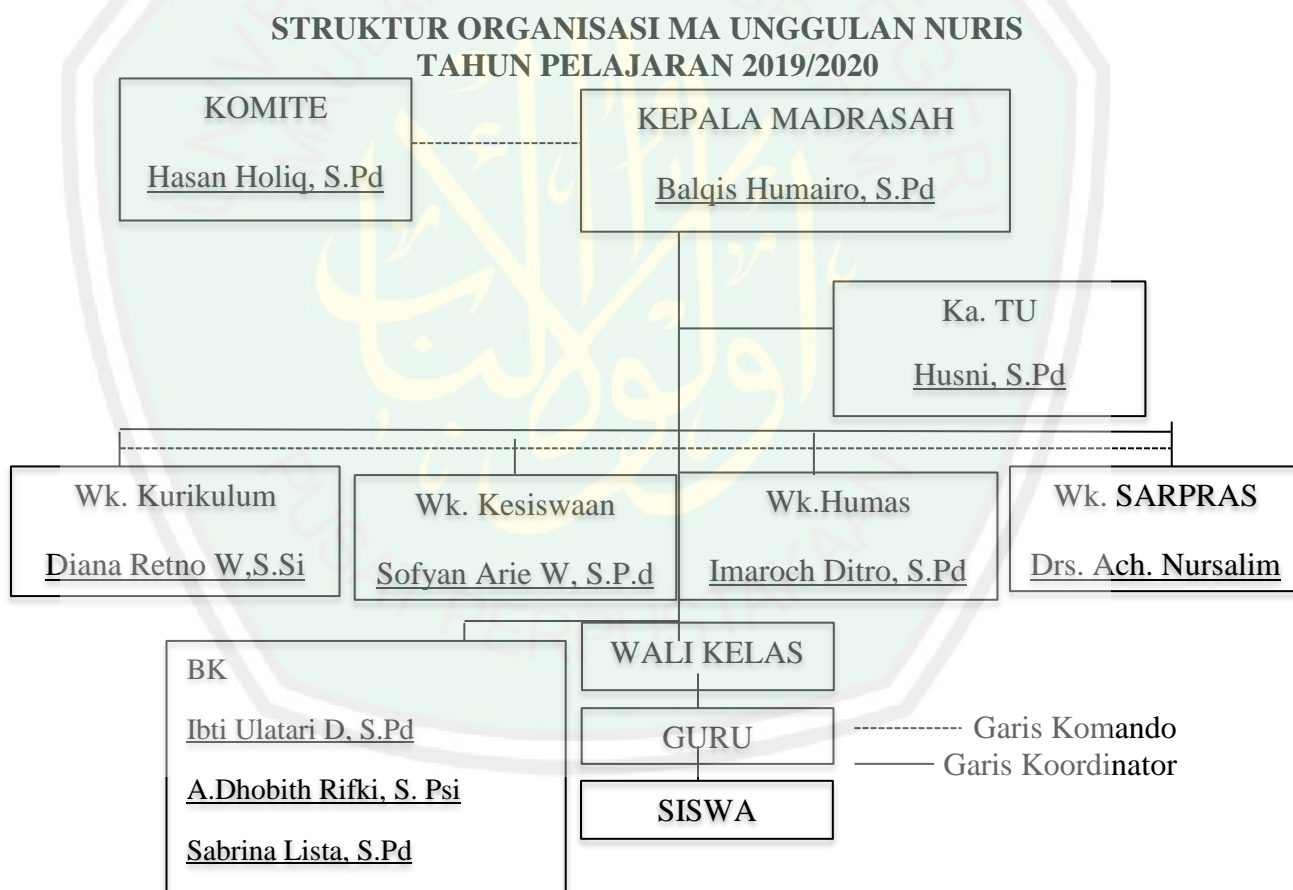 STRUKTUR ORGANISASI MA UNGGULAN NURIS
TAHUN PELAJARAN 2019/2020
KOMITE
Hasan Holiq, S.Pd
KEPALA MADRASAH
Balqis Humairo, S.Pd
Ka. TU
Husni, S.Pd
Wk. Kurikulum
Diana Retno W,S.Si
Wk. Kesiswaan
Sofyan Arie W, S.P.d
Wk.Humas
Imaroch Ditro, S.Pd
Wk. SARPRAS
Drs. Ach. Nursalim
BK
Ibti Ulatari D, S.Pd
A.Dhobith Rifki, S. Psi
Sabrina Lista, S.Pd
WALI KELAS
GURU
SISWA
Garis Komando
Garis Koordinator
PUSAT PERPUSTAKAAN